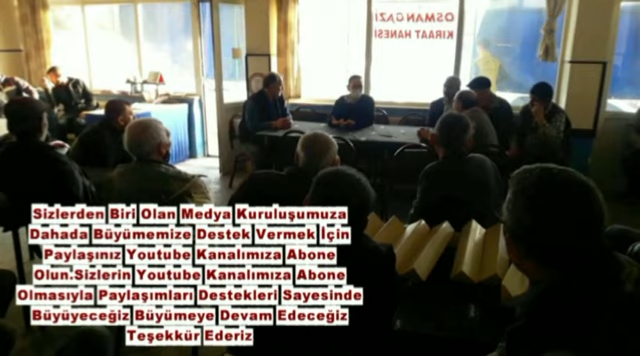 OSMAN GAZİ
KIRAAT HANESİ
Sizlerden Biri Olan Medya Kuruluşumuza
Dahada Büyümemize Destek Vermek İçin
Paylaşınız Youtube Kanalımıza Abone
Olun.Sizlerin Youtube Kanalımıza Abone
Olmasıyla Paylaşımları Destekleri Sayesinde
Büyüyeceğiz Büyümeye Devam Edeceğiz
Teşekkür Ederiz